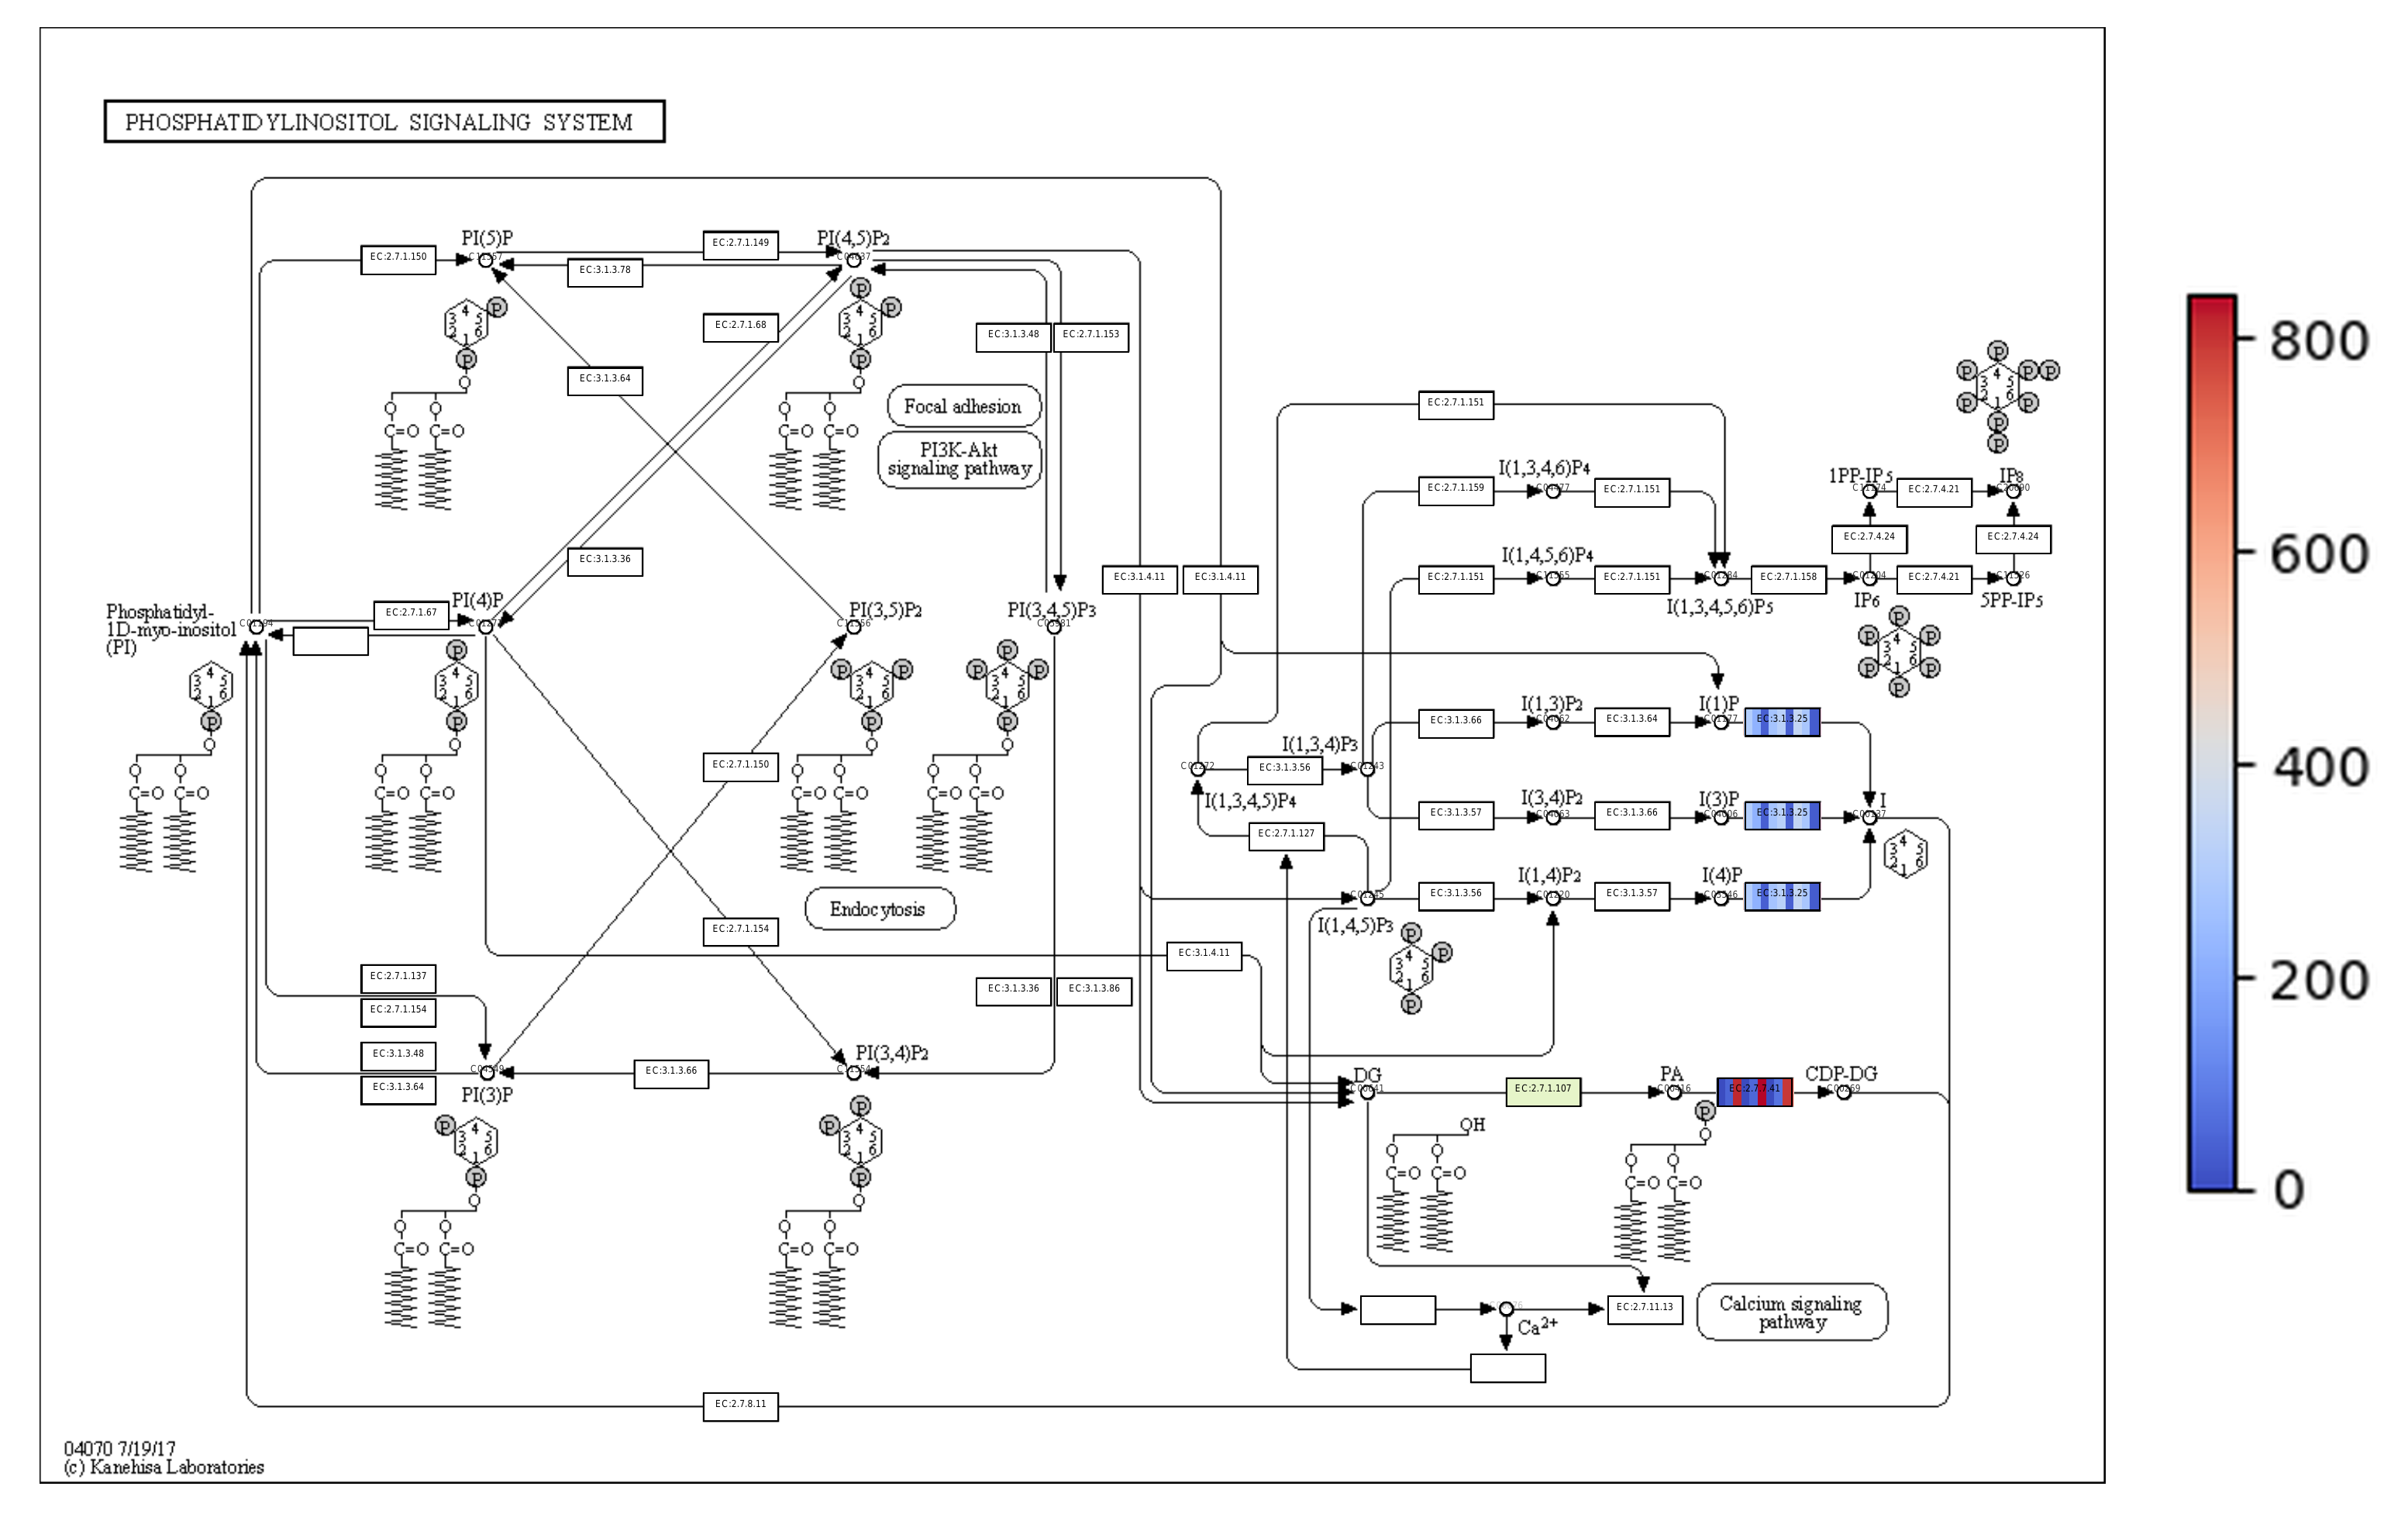 PHOSPHATIDYLINOSITOL SIGNALING SYSTEM
PI(5)P
EC:2.7.1.149
PI(4,5)P2
EC:2.7.1.150
EC:3.1.3.78
EC:2.7.1.68
EC:3.1.3.48
EC:2.7.1.153
EC:3.1.3.64
Focal adhesion
PI3K-Akt
signaling pathway
EC:3.1.3.36
Phosphatidyl-
1D-myo-inositol
(PI)
C01194
EC:2.7.1.67
PI(4)P
PI(3,5)P2
PI(3,4,5)P3
EC:2.7.1.150
Endocytosis
EC:2.7.1.154
EC:2.7.1.137
EC:2.7.1.154
EC:3.1.3.48
EC:3.1.3.64
PI(3)P
EC:3.1.3.66
PI(3,4)P2
EC:3.1.3.36
EC:3.1.3.86
EC:3.1.4.11
EC:3.1.4.11
EC:3.1.4.11
EC:2.7.1.151
I(1,3,4,6)P4
EC:2.7.1.159
EC:2.7.1.151
I(1,4,5,6)P4
EC:2.7.1.151
EC:2.7.1.151
EC:2.7.1.158
I(1,3,4,5,6)P5
1PP-IP5
EC:2.7.4.21
IP8
EC:2.7.4.24
EC:2.7.4.24
EC:2.7.4.21
IP6
5PP-IP5
I(1,3)P2
I(1)P
EC:3.1.3.66
EC:3.1.3.64
EC:3.1.3.25
I(1,3,4)P3
EC:3.1.3.56
I(1,3,4,5)P4
EC:2.7.1.127
I(3,4)P2
I(3)P
I
EC:3.1.3.57
EC:3.1.3.66
EC:3.1.3.25
I(1,4)P2
I(4)P
EC:3.1.3.56
EC:3.1.3.57
EC:3.1.3.25
I(1,4,5)P3
DG
EC:2.7.1.107
PA
EC:2.7.7.41
CDP-DG
OH
Ca2+
EC:2.7.11.13
Calcium signaling
pathway
EC:2.7.8.11
04070 7/19/17
(c) Kanehisa Laboratories
800
600
400
200
0